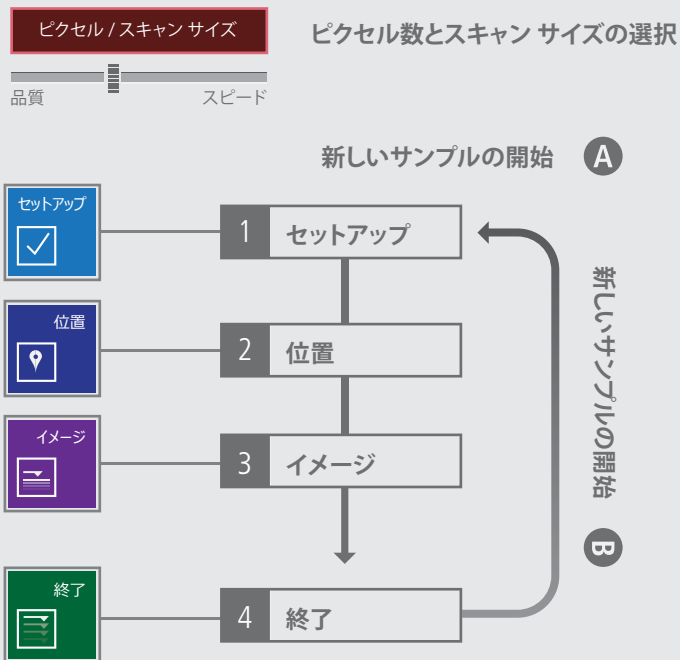 ピクセル / スキャン サイズ
ピクセル数とスキャン サイズの選択
品質
スピード
新しいサンプルの開始 A
セットアップ
1 セットアップ
位置
2 位置
イメージ
3 イメージ
終了
4 終了
新しいサンプルの開始 B